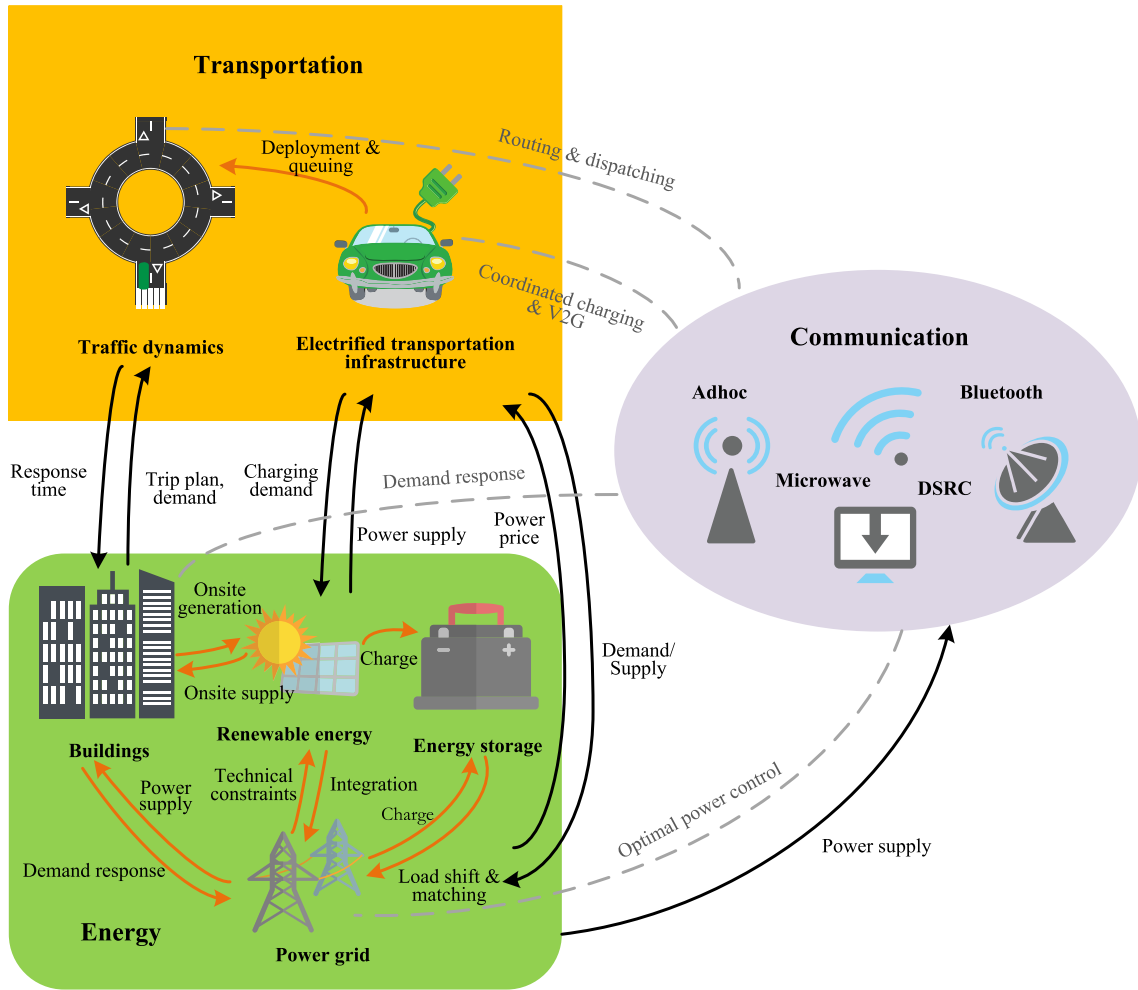 Transportation
Deployment &
queuing
Routing & dispatching
Coordinated charging
& V2G
Traffic dynamics
Electrified transportation
infrastructure
Communication
Adhoc
Bluetooth
Microwave
DSRC
Response
time
Trip plan,
demand
Charging
demand
Power supply
Demand response
Power
price
Demand/
Supply
Onsite
generation
Onsite supply
Charge
Buildings
Renewable energy
Energy storage
Power
supply
Technical
constraints
Integration
Charge
Demand response
Load shift &
matching
Optimal power control
Power supply
Energy
Power grid